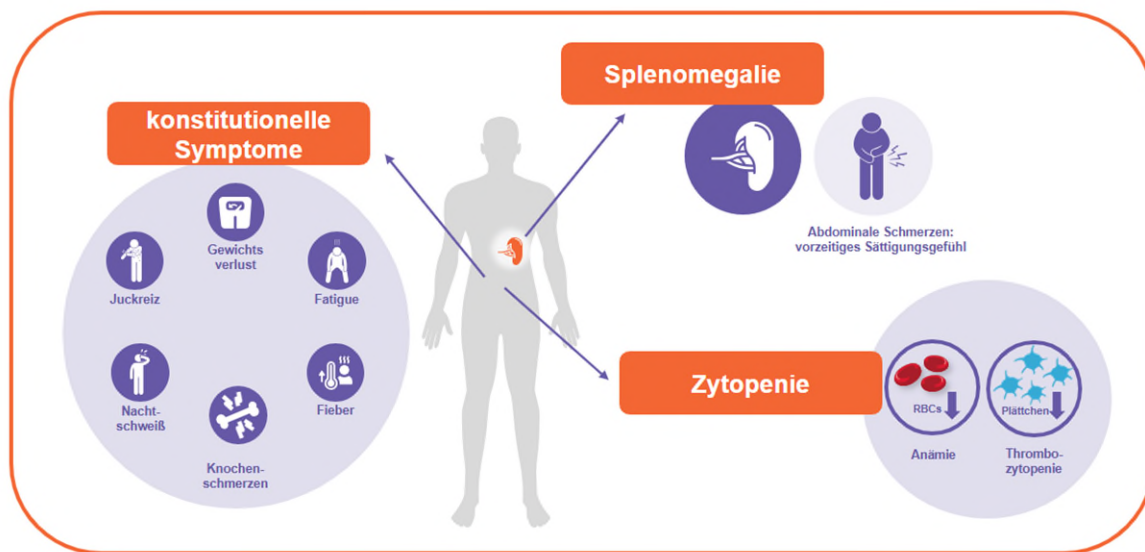 Splenomegalie
konstitutionelle
Symptome
Gewichts
verlust
Juckreiz
Fatigue
Nacht-
schweiß
Fieber
Knochen-
schmerzen
Abdominale Schmerzen:
vorzeitiges Sättigungsgefühl
Zytopenie
RBCs
Plättchen
Anämie
Thrombo-
zytopenie